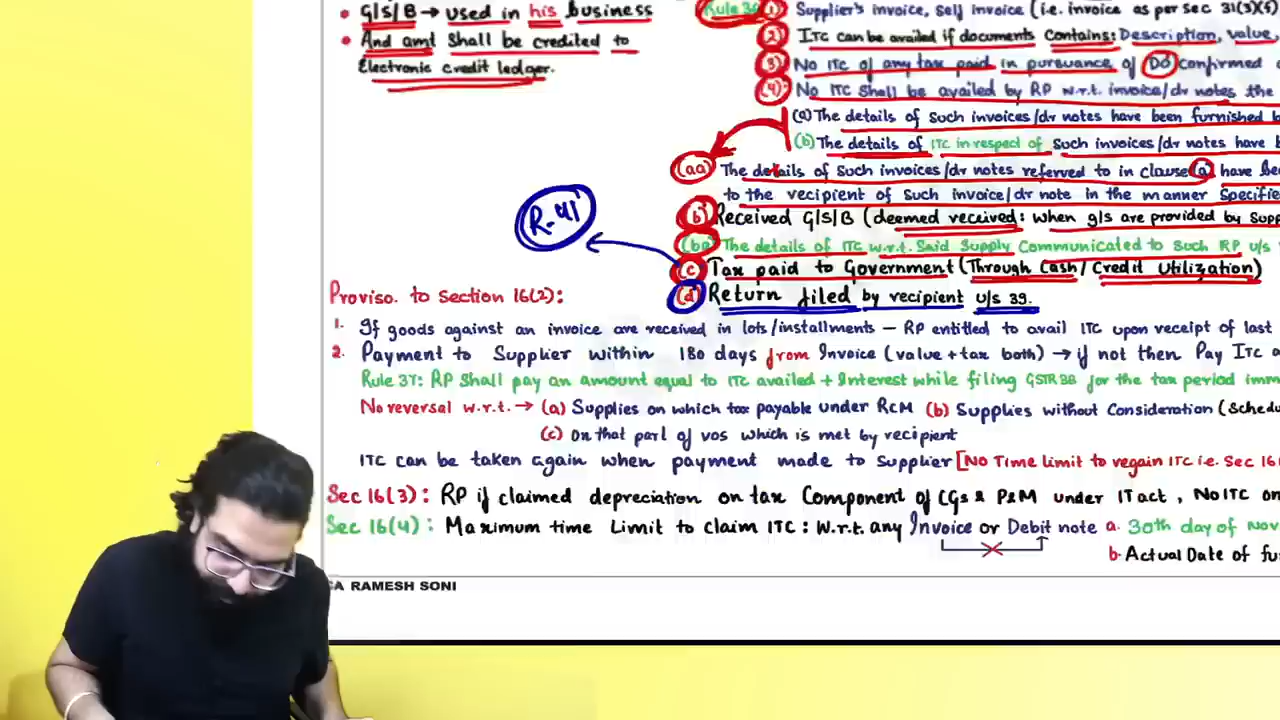 • G/S/B → used in his business
• And amt shall be credited to
Electronic credit ledger.
Rule 36 (1) Supplier's invoice, Self invoice (i.e. invoice as per Sec 31(3)(f)
(2) ITC can be availed if documents contains: Description, value,
(3) No ITC of any tax paid in pursuance of DO confirmed
(4) No ITC shall be availed by RP w.r.t. invoice/dr notes the
(a) The details of such invoices/dr notes have been furnished
(b) The details of ITC in respect of such invoices/dr notes have
(aa) The details of such invoices/dr notes referred to in clause (a) have
to the recipient of such invoice/dr note in the manner
R-41
(b) Received G/S/B (deemed received: when g/s are provided by
(ba) The details of ITC w.r.t. Said Supply Communicated to such RP u/s
(c) Tax paid to Government (Through Cash/ Credit Utilization)
(d) Return filed by recipient u/s 39.
Proviso. to Section 16(2):
1. If goods against an invoice are received in lots/installments – RP entitled to avail ITC upon receipt of last
2. Payment to Supplier within 180 days from Invoice (value+tax both) → if not then Pay ITC
Rule 37: RP Shall pay an amount equal to ITC availed + Interest while filing GSTR 3B for the tax period
No reversal w.r.t. → (a) Supplies on which tax payable under RCM (b) Supplies without Consideration
(c) On that part of vos which is met by recipient
ITC can be taken again when payment made to Supplier [No Time limit to regain ITC i.e. Sec
Sec 16(3): RP if claimed depreciation on tax Component of CGs & P&M under IT act, No ITC on
Sec 16(4): Maximum time Limit to claim ITC: W.r.t. any Invoice or Debit note a. 30th day of Nov
b. Actual Date of
CA RAMESH SONI